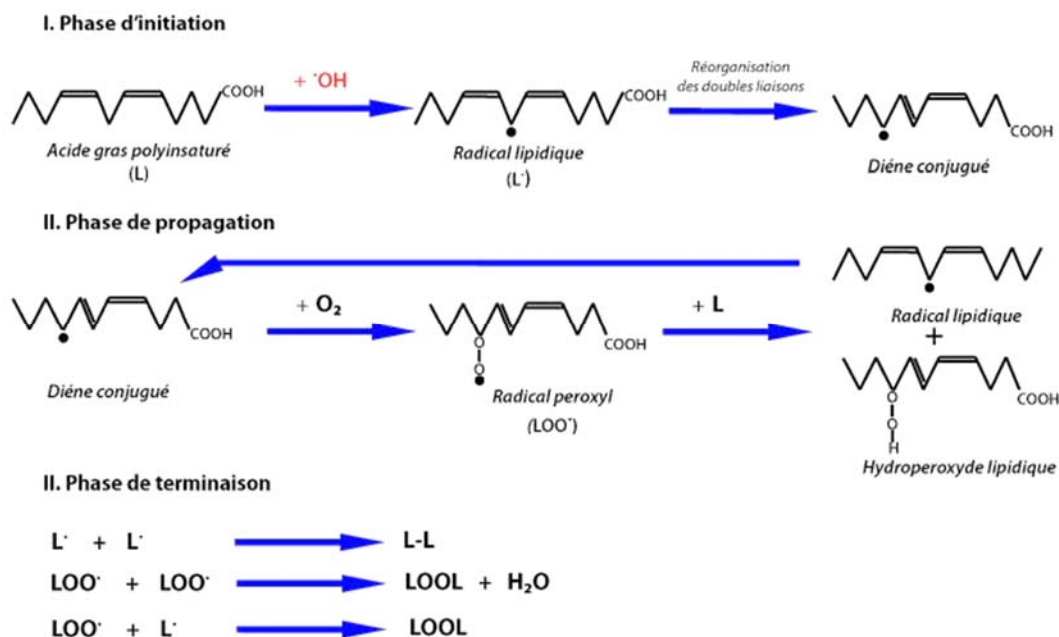 I. Phase d'initiation
+ ·OH
Réorganisation
des doubles liaisons
COOH
COOH
COOH
Acide gras polyinsaturé
(L)
Radical lipidique
(L·)
Diéne conjugué
II. Phase de propagation
+ O₂
+ L
COOH
O
O
COOH
Radical lipidique
+
Diéne conjugué
Radical peroxyl
(LOO·)
O
O
H
COOH
Hydroperoxyde lipidique
II. Phase de terminaison
L· + L· L-L
LOO· + LOO· LOOL + H₂O
LOO· + L· LOOL